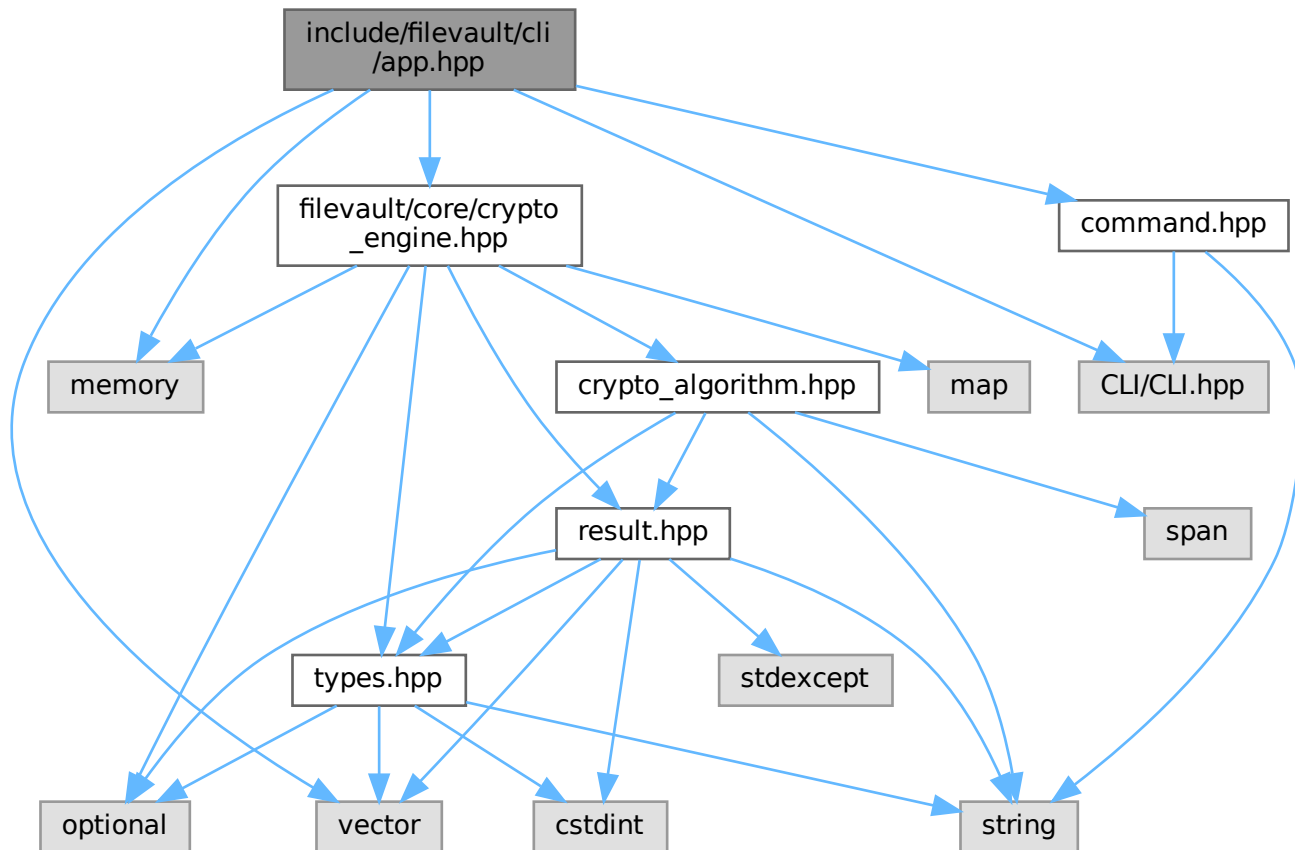 include/filevault/cli
/app.hpp
filevault/core/crypto
_engine.hpp
command.hpp
memory
crypto_algorithm.hpp
map
CLI/CLI.hpp
result.hpp
span
types.hpp
stdexcept
optional
vector
cstdint
string